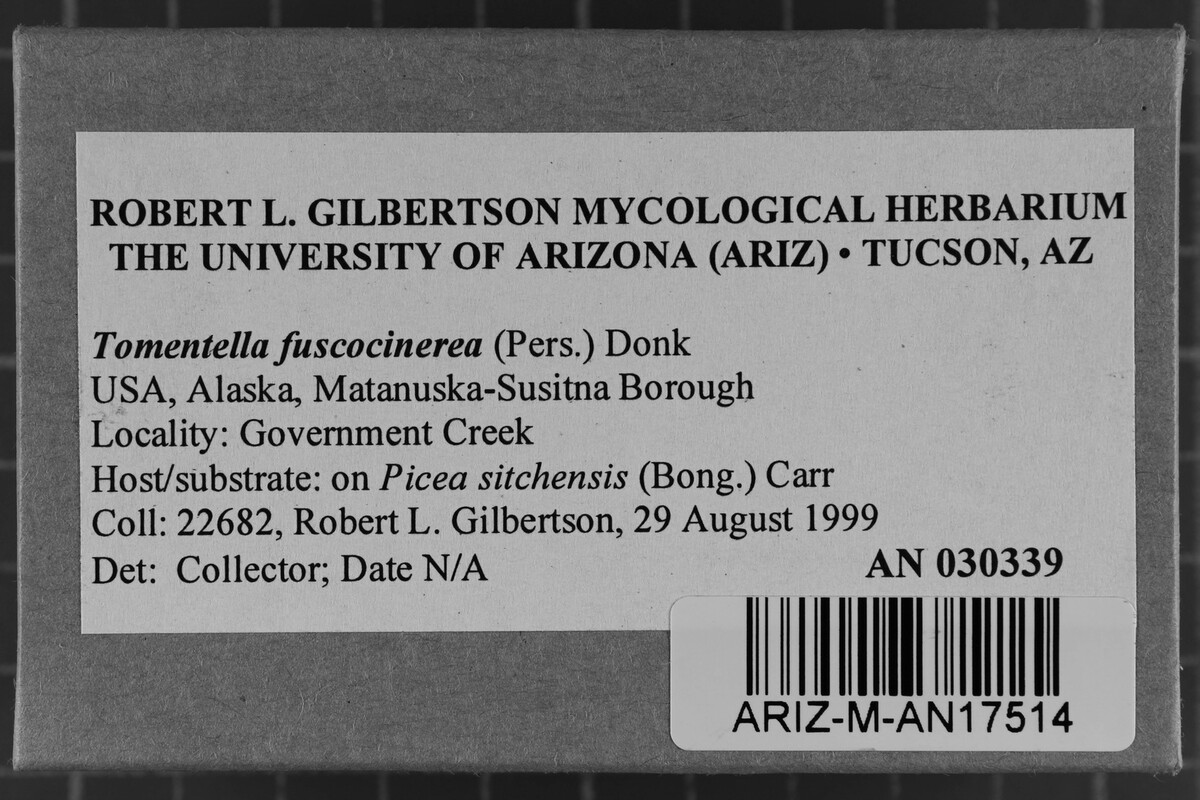 ROBERT L. GILBERTSON MYCOLOGICAL HERBARIUM
THE UNIVERSITY OF ARIZONA (ARIZ) • TUCSON, AZ
Tomentella fuscocinerea (Pers.) Donk
USA, Alaska, Matanuska-Susitna Borough
Locality: Government Creek
Host/substrate: on Picea sitchensis (Bong.) Carr
Coll: 22682, Robert L. Gilbertson, 29 August 1999
Det: Collector; Date N/A AN 030339
ARIZ-M-AN17514